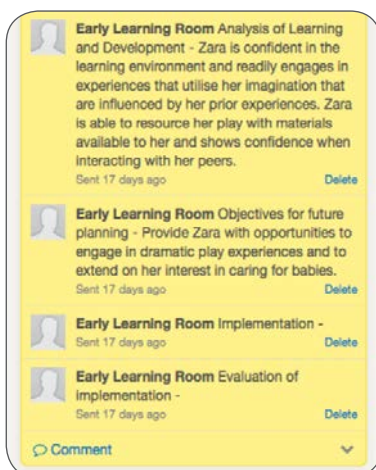 Early Learning Room Analysis of Learning
and Development - Zara is confident in the
learning environment and readily engages in
experiences that utilise her imagination that
are influenced by her prior experiences. Zara
is able to resource her play with materials
available to her and shows confidence when
interacting with her peers.
Sent 17 days ago Delete
Early Learning Room Objectives for future
planning - Provide Zara with opportunities to
engage in dramatic play experiences and to
extend on her interest in caring for babies.
Sent 17 days ago Delete
Early Learning Room Implementation -
Sent 17 days ago Delete
Early Learning Room Evaluation of
implementation -
Sent 17 days ago Delete
Comment